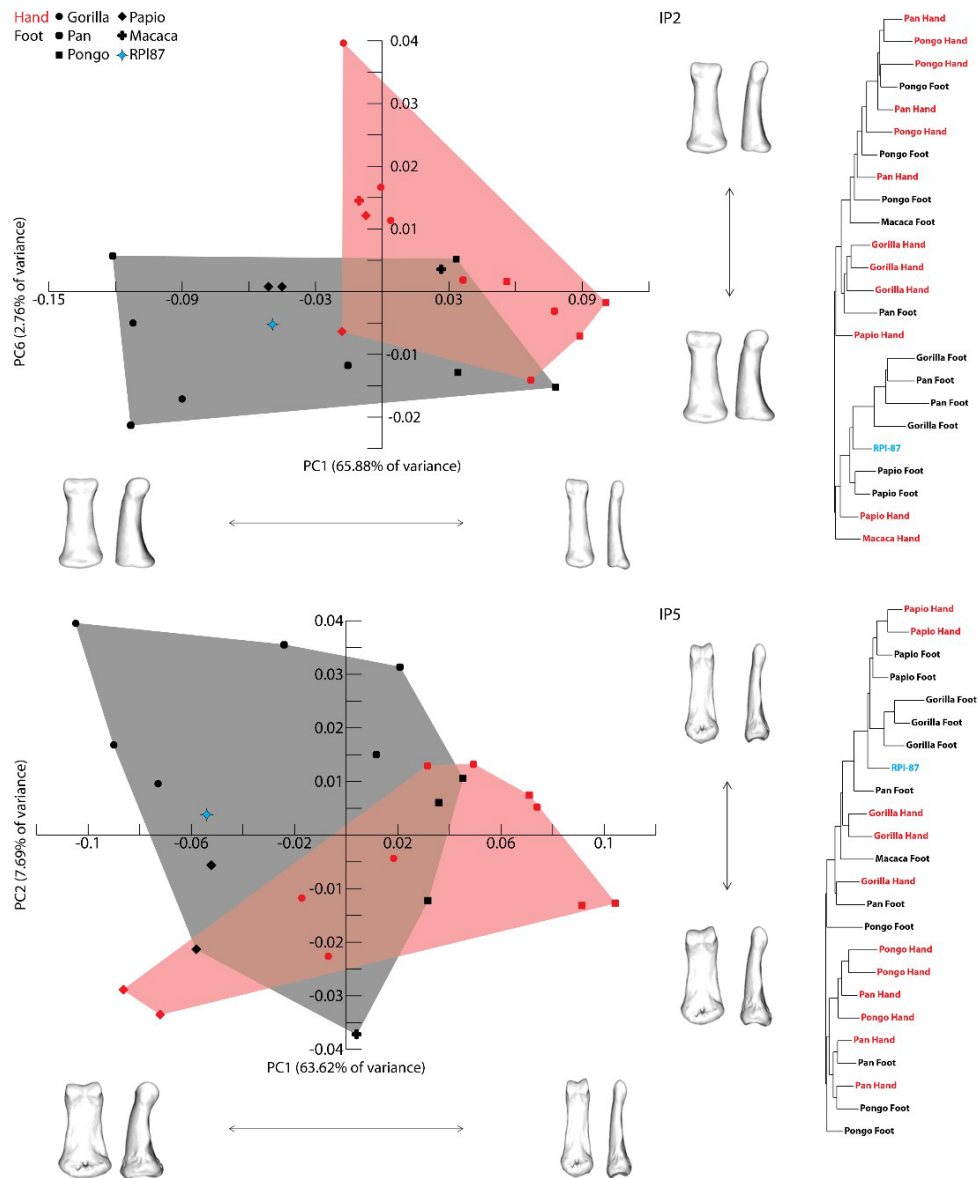 Hand Gorilla Papio
Foot Pan Macaca
Pongo RPl87
IP2
0.04
0.03
0.02
0.01
-0.15 -0.09 -0.03 0.03 0.09
-0.01
-0.02
PC6 (2.76% of variance)
PC1 (65.88% of variance)
Pan Hand
Pongo Hand
Pongo Hand
Pongo Foot
Pan Hand
Pongo Hand
Pongo Foot
Pan Hand
Pongo Foot
Macaca Foot
Gorilla Hand
Gorilla Hand
Gorilla Hand
Pan Foot
Papio Hand
Gorilla Foot
Pan Foot
Pan Foot
Gorilla Foot
RPI-87
Papio Foot
Papio Foot
Papio Hand
Macaca Hand
IP5
0.04
0.03
0.02
0.01
-0.1 -0.06 -0.02 0.02 0.06 0.1
-0.01
-0.02
-0.03
-0.04
PC2 (7.69% of variance)
PC1 (63.62% of variance)
Papio Hand
Papio Hand
Papio Foot
Papio Foot
Gorilla Foot
Gorilla Foot
Gorilla Foot
RPI-87
Pan Foot
Gorilla Hand
Gorilla Hand
Macaca Foot
Gorilla Hand
Pan Foot
Pongo Foot
Pongo Hand
Pongo Hand
Pan Hand
Pongo Hand
Pan Hand
Pan Foot
Pan Hand
Pongo Foot
Pongo Foot